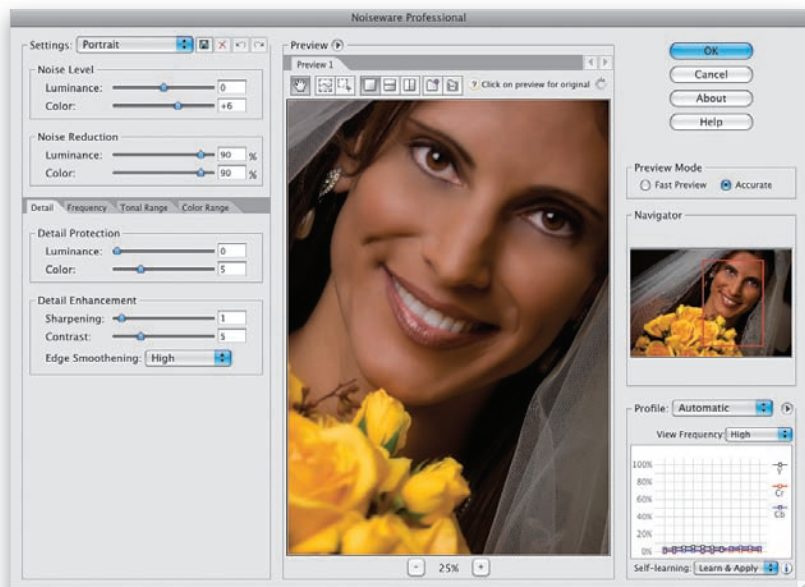 Noiseware Professional
Settings: Portrait
Noise Level
Luminance: 0
Color: +6
Noise Reduction
Luminance: 90 %
Color: 90 %
Detail Frequency Tonal Range Color Range
Detail Protection
Luminance: 0
Color: 5
Detail Enhancement
Sharpening: 1
Contrast: 5
Edge Smoothening: High
Preview
Preview 1
? Click on preview for original
- 25% +
OK
Cancel
About
Help
Preview Mode
Fast Preview Accurate
Navigator
Profile: Automatic
View Frequency: High
100%
80%
60%
40%
20%
0%
Y
Cr
Cb
Self-learning: Learn & Apply i